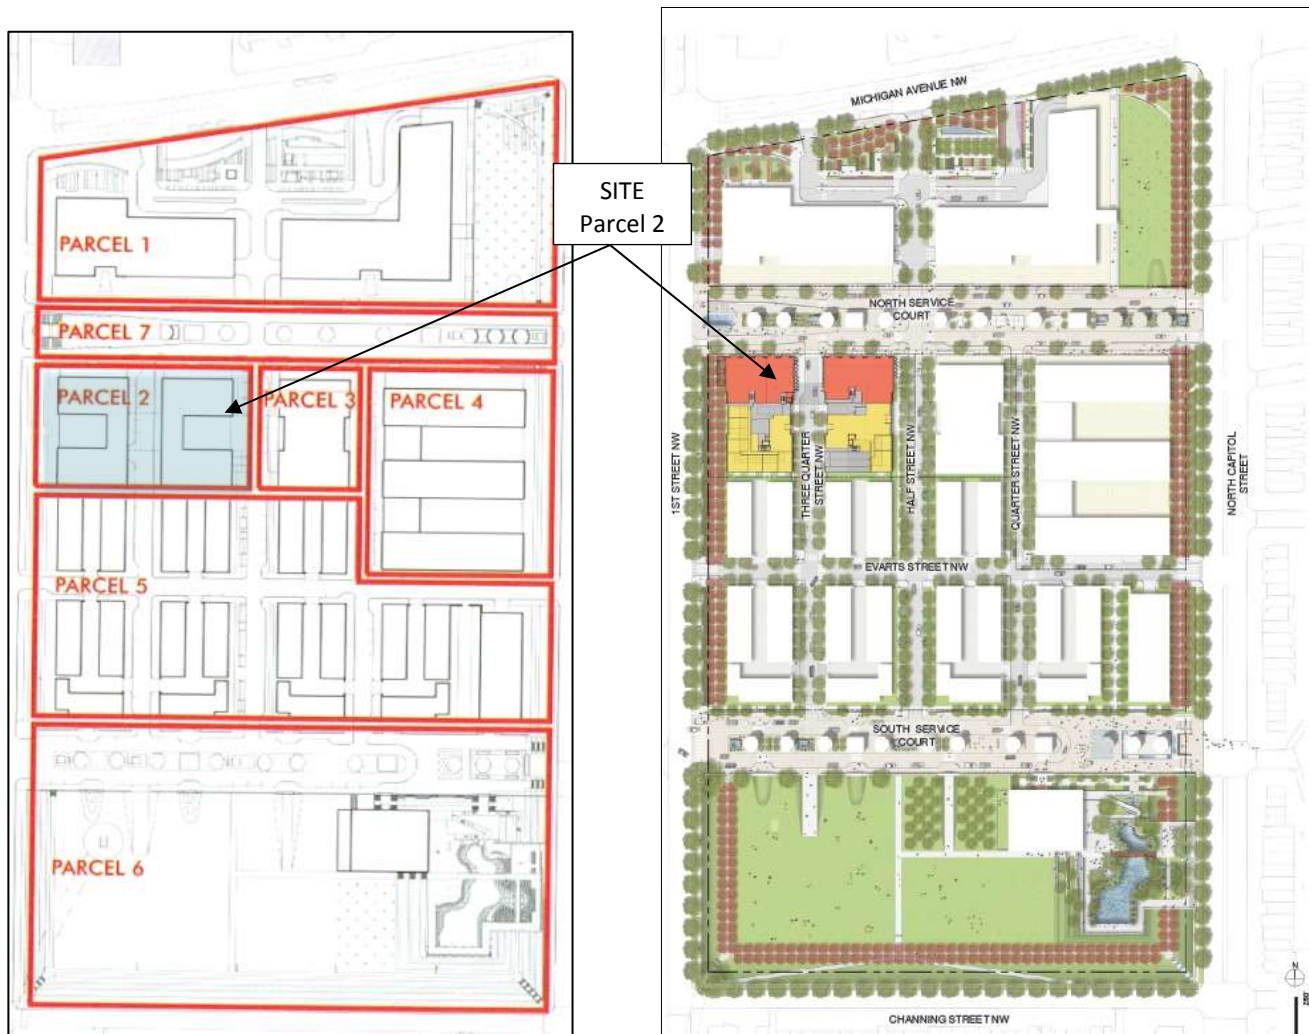 SITE
Parcel 2
PARCEL 1
PARCEL 7
PARCEL 2
PARCEL 3
PARCEL 4
PARCEL 5
PARCEL 6
MICHIGAN AVENUE NW
NORTH SERVICE
COURT
1ST STREET NW
THREE QUARTER
STREET NW
HALF STREET NW
QUARTER STREET NW
NORTH CAPITOL
STREET
EVARTS STREET NW
SOUTH SERVICE
COURT
CHANNING STREET NW
N